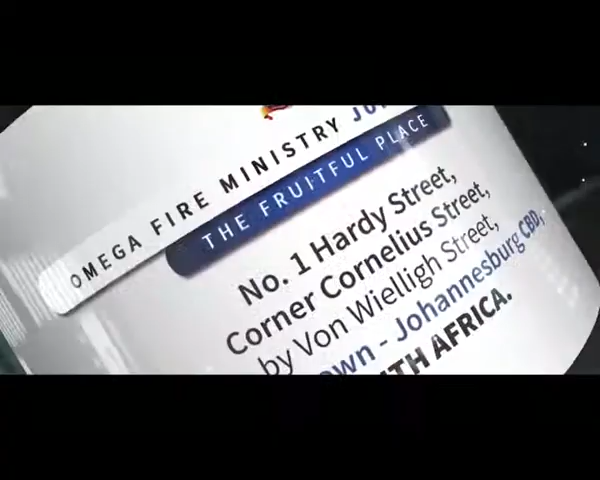 OMEGA FIRE MINISTRY
THE FRUITFUL PLACE
No. 1 Hardy Street,
Corner Cornelius Street,
by Von Wielligh Street,
Johannesburg CBD,
AFRICA.